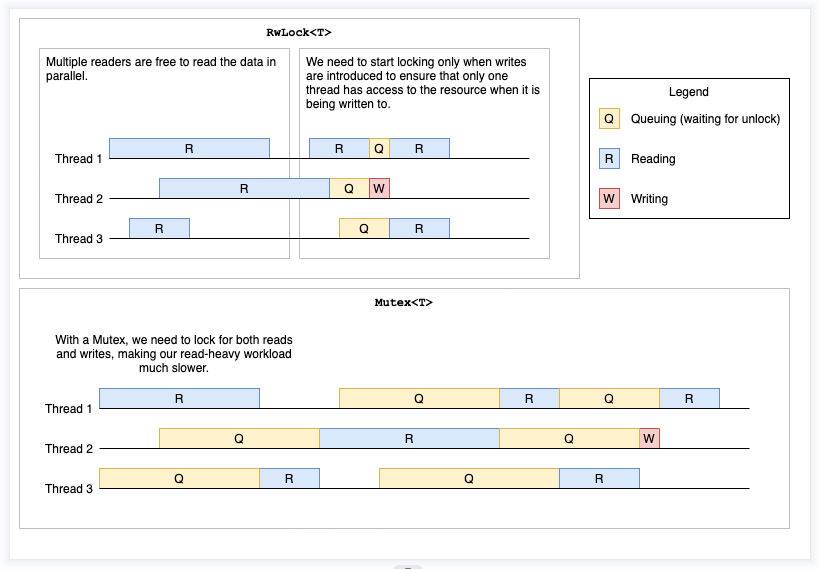 RwLock<T>
Multiple readers are free to read the data in
parallel.
We need to start locking only when writes
are introduced to ensure that only one
thread has access to the resource when it is
being written to.
Thread 1 R R Q R
Thread 2 R Q W
Thread 3 R Q R
Legend
Q Queuing (waiting for unlock)
R Reading
W Writing
Mutex<T>
With a Mutex, we need to lock for both reads
and writes, making our read-heavy workload
much slower.
Thread 1 R Q R Q R
Thread 2 Q R Q W
Thread 3 Q R Q R